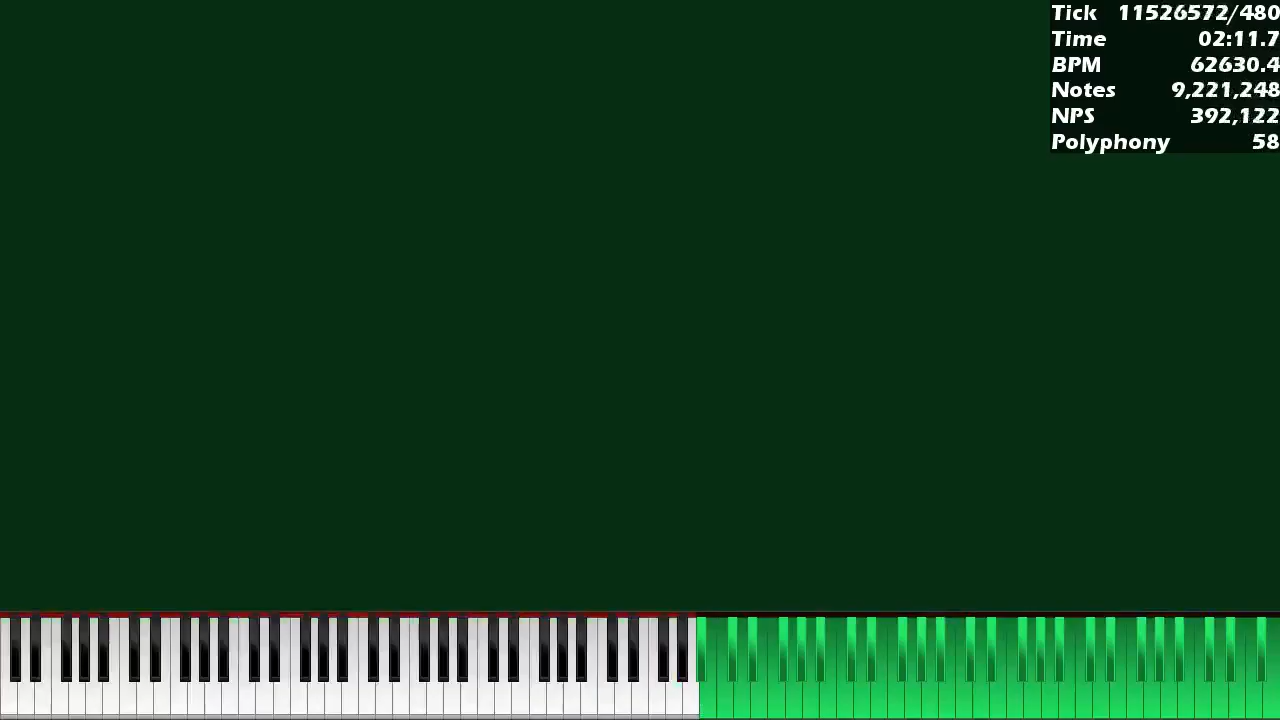 Tick 11526572/480
Time 02:11.7
BPM 62630.4
Notes 9,221,248
NPS 392,122
Polyphony 58